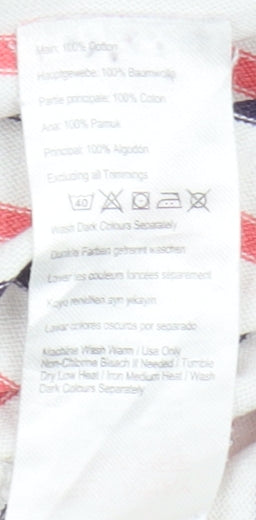 Main: 100% Cotton
Hauptgewebe: 100% Baumwolle
Partie principale: 100% Coton
Ana: 100% Pamuk
Principal: 100% Algodón
Excluding all Trimmings
40
Wash Dark Colours Separately
Dunkle Farben getrennt waschen
Laver les couleurs foncées séparément
Koyu renkleri ayrı yıkayın
Lavar colores oscuros por separado
Machine Wash Warm / Use Only
Non-Chlorine Bleach If Needed / Tumble
Dry Low Heat / Iron Medium Heat / Wash
Dark Colours Separately